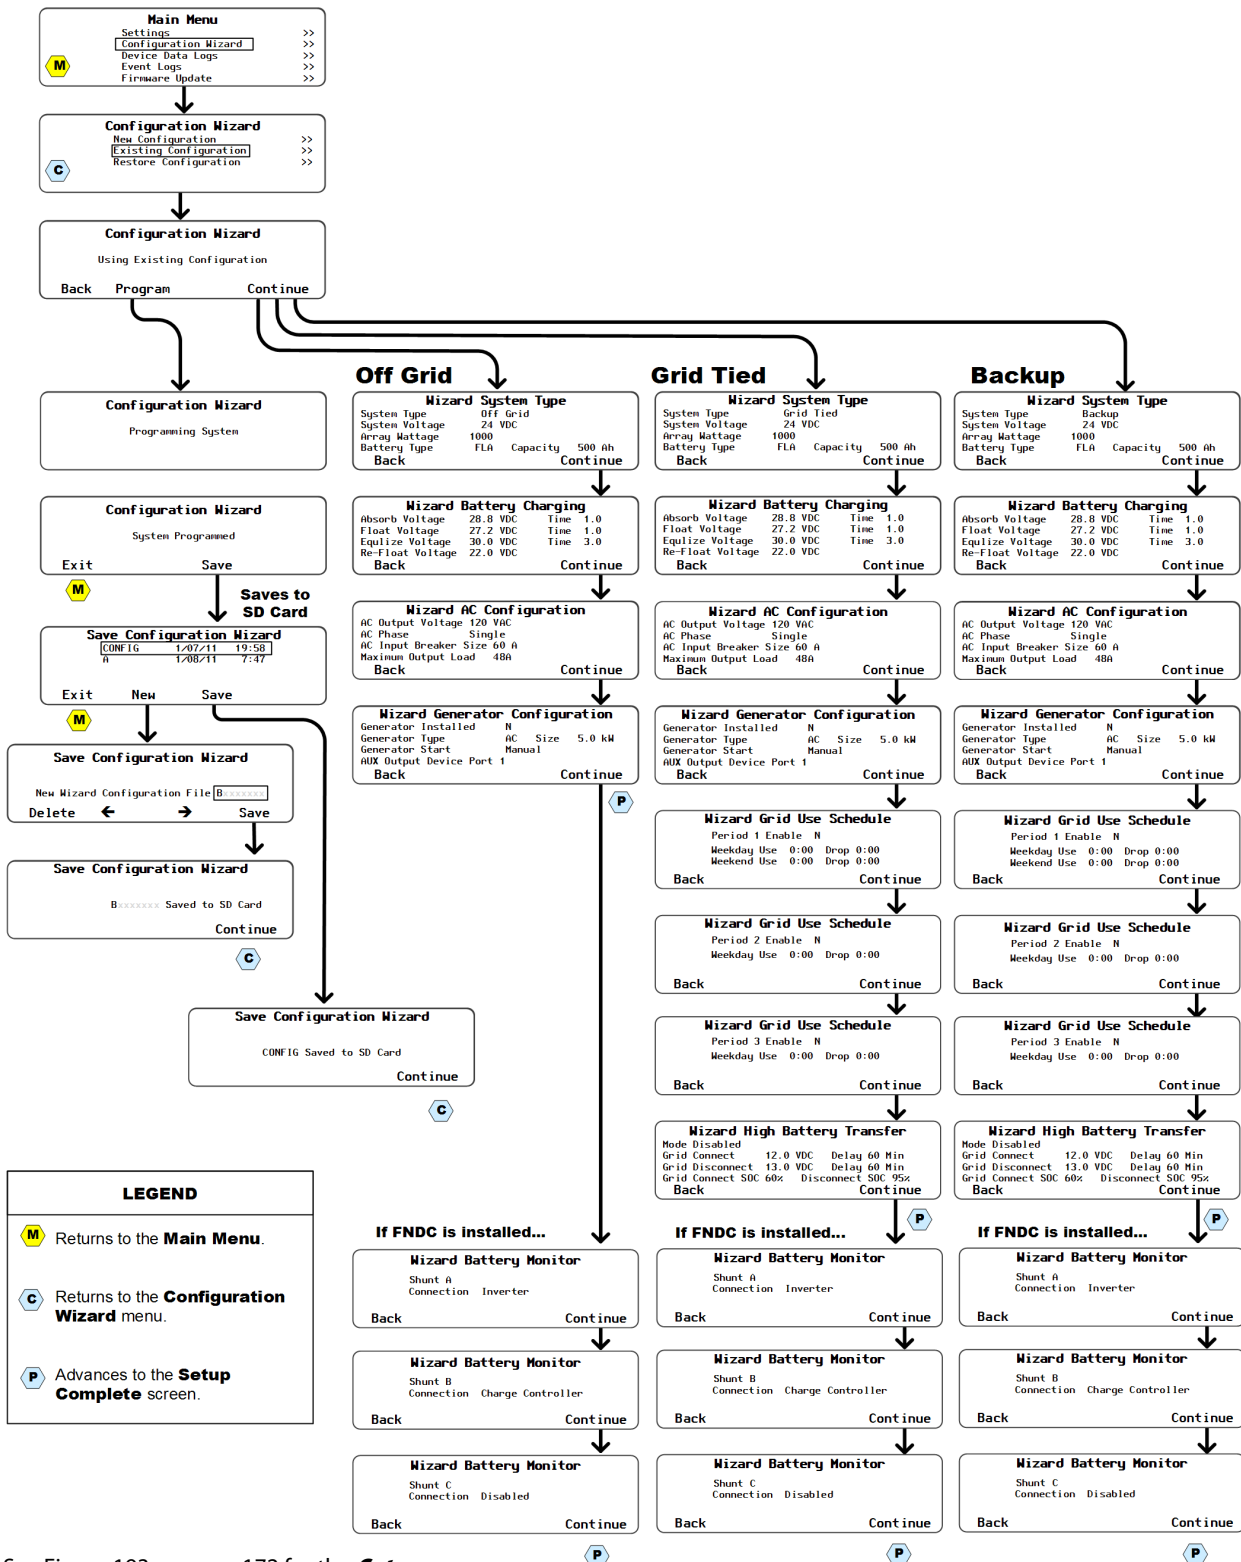 Main Menu
Settings >>
Configuration Wizard >>
Device Data Logs >>
Event Logs >>
Firmware Update >>
M
Configuration Wizard
New Configuration >>
Existing Configuration >>
Restore Configuration >>
C
Configuration Wizard
Using Existing Configuration
Back Program Continue
Configuration Wizard
Programming System
Configuration Wizard
System Programmed
Exit Save
M
Saves to
SD Card
Save Configuration Wizard
CONFIG 1/07/11 19:58
A 1/08/11 7:47
Exit New Save
M
Save Configuration Wizard
New Wizard Configuration File Bxxxxxxx
Delete ← → Save
Save Configuration Wizard
Bxxxxxxx Saved to SD Card
Continue
C
Save Configuration Wizard
CONFIG Saved to SD Card
Continue
C
LEGEND
M Returns to the Main Menu.
C Returns to the Configuration
Wizard menu.
P Advances to the Setup
Complete screen.
Off Grid
Wizard System Type
System Type Off Grid
System Voltage 24 VDC
Array Wattage 1000
Battery Type FLA Capacity 500 Ah
Back Continue
Wizard Battery Charging
Absorb Voltage 28.8 VDC Time 1.0
Float Voltage 27.2 VDC Time 1.0
Equlize Voltage 30.0 VDC Time 3.0
Re-Float Voltage 22.0 VDC
Back Continue
Wizard AC Configuration
AC Output Voltage 120 VAC
AC Phase Single
AC Input Breaker Size 60 A
Maximum Output Load 48A
Back Continue
Wizard Generator Configuration
Generator Installed N
Generator Type AC Size 5.0 kW
Generator Start Manual
AUX Output Device Port 1
Back Continue
P
If FNDC is installed...
Wizard Battery Monitor
Shunt A
Connection Inverter
Back Continue
Wizard Battery Monitor
Shunt B
Connection Charge Controller
Back Continue
Wizard Battery Monitor
Shunt C
Connection Disabled
Back Continue
P
Grid Tied
Wizard System Type
System Type Grid Tied
System Voltage 24 VDC
Array Wattage 1000
Battery Type FLA Capacity 500 Ah
Back Continue
Wizard Battery Charging
Absorb Voltage 28.8 VDC Time 1.0
Float Voltage 27.2 VDC Time 1.0
Equlize Voltage 30.0 VDC Time 3.0
Re-Float Voltage 22.0 VDC
Back Continue
Wizard AC Configuration
AC Output Voltage 120 VAC
AC Phase Single
AC Input Breaker Size 60 A
Maximum Output Load 48A
Back Continue
Wizard Generator Configuration
Generator Installed N
Generator Type AC Size 5.0 kW
Generator Start Manual
AUX Output Device Port 1
Back Continue
Wizard Grid Use Schedule
Period 1 Enable N
Weekday Use 0:00 Drop 0:00
Weekend Use 0:00 Drop 0:00
Back Continue
Wizard Grid Use Schedule
Period 2 Enable N
Weekday Use 0:00 Drop 0:00
Back Continue
Wizard Grid Use Schedule
Period 3 Enable N
Weekday Use 0:00 Drop 0:00
Back Continue
Wizard High Battery Transfer
Mode Disabled
Grid Connect 12.0 VDC Delay 60 Min
Grid Disconnect 13.0 VDC Delay 60 Min
Grid Connect SOC 60% Disconnect SOC 95%
Back Continue
P
If FNDC is installed...
Wizard Battery Monitor
Shunt A
Connection Inverter
Back Continue
Wizard Battery Monitor
Shunt B
Connection Charge Controller
Back Continue
Wizard Battery Monitor
Shunt C
Connection Disabled
Back Continue
P
Backup
Wizard System Type
System Type Backup
System Voltage 24 VDC
Array Wattage 1000
Battery Type FLA Capacity 500 Ah
Back Continue
Wizard Battery Charging
Absorb Voltage 28.8 VDC Time 1.0
Float Voltage 27.2 VDC Time 1.0
Equlize Voltage 30.0 VDC Time 3.0
Re-Float Voltage 22.0 VDC
Back Continue
Wizard AC Configuration
AC Output Voltage 120 VAC
AC Phase Single
AC Input Breaker Size 60 A
Maximum Output Load 48A
Back Continue
Wizard Generator Configuration
Generator Installed N
Generator Type AC Size 5.0 kW
Generator Start Manual
AUX Output Device Port 1
Back Continue
Wizard Grid Use Schedule
Period 1 Enable N
Weekday Use 0:00 Drop 0:00
Weekend Use 0:00 Drop 0:00
Back Continue
Wizard Grid Use Schedule
Period 2 Enable N
Weekday Use 0:00 Drop 0:00
Back Continue
Wizard Grid Use Schedule
Period 3 Enable N
Weekday Use 0:00 Drop 0:00
Back Continue
Wizard High Battery Transfer
Mode Disabled
Grid Connect 12.0 VDC Delay 60 Min
Grid Disconnect 13.0 VDC Delay 60 Min
Grid Connect SOC 60% Disconnect SOC 95%
Back Continue
P
If FNDC is installed...
Wizard Battery Monitor
Shunt A
Connection Inverter
Back Continue
Wizard Battery Monitor
Shunt B
Connection Charge Controller
Back Continue
Wizard Battery Monitor
Shunt C
Connection Disabled
Back Continue
P